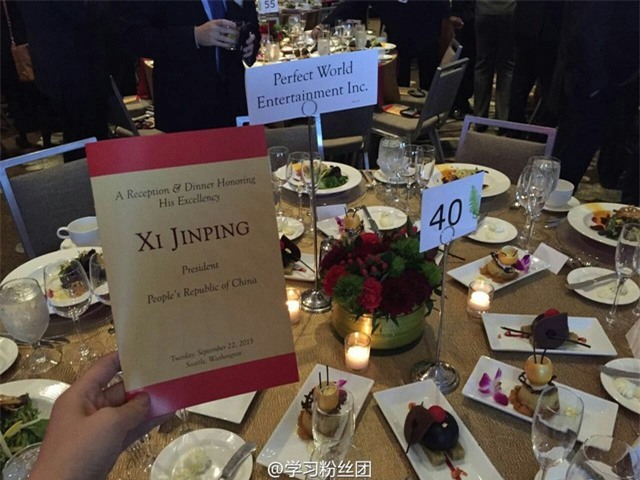 55
Perfect World
Entertainment Inc.
A Reception & Dinner Honoring
His Excellency
XI JINPING
President
People's Republic of China
Tuesday, September 22, 2015
Seattle, Washington
40
@学习粉丝团